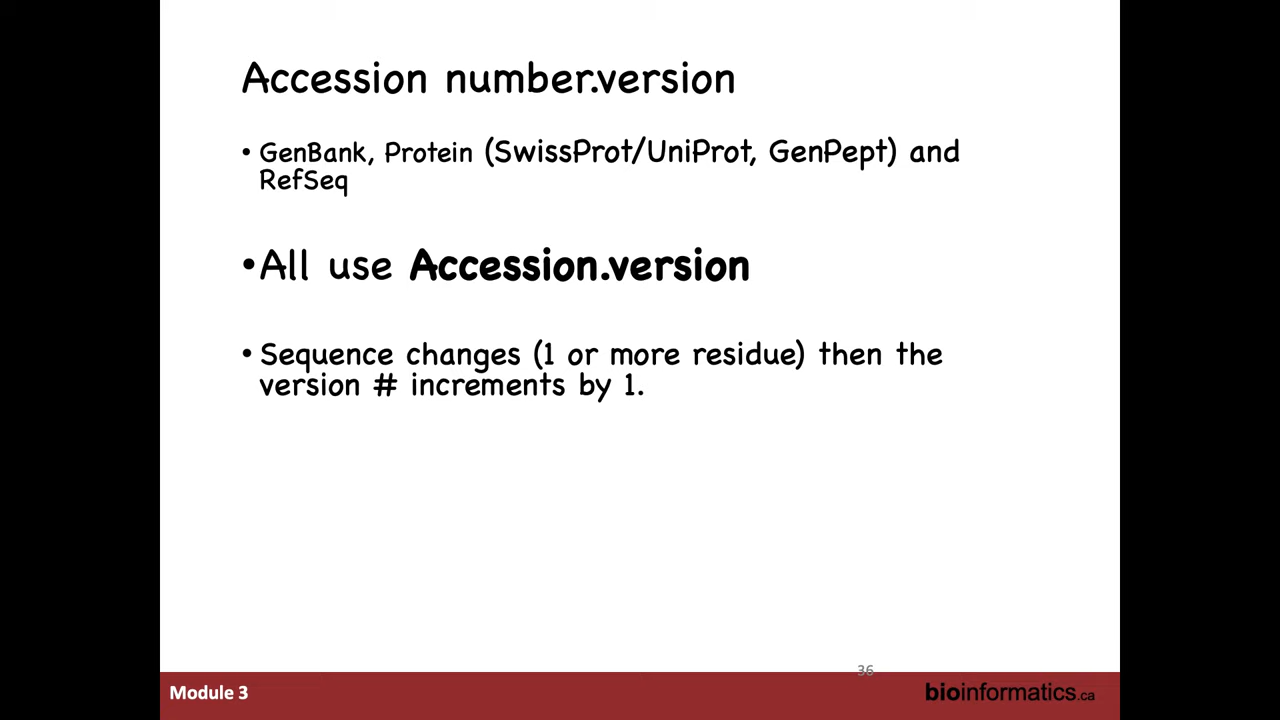 Accession number.version
• GenBank, Protein (SwissProt/UniProt, GenPept) and
RefSeq
•All use Accession.version
• Sequence changes (1 or more residue) then the
version # increments by 1.
36
Module 3
bioinformatics.ca